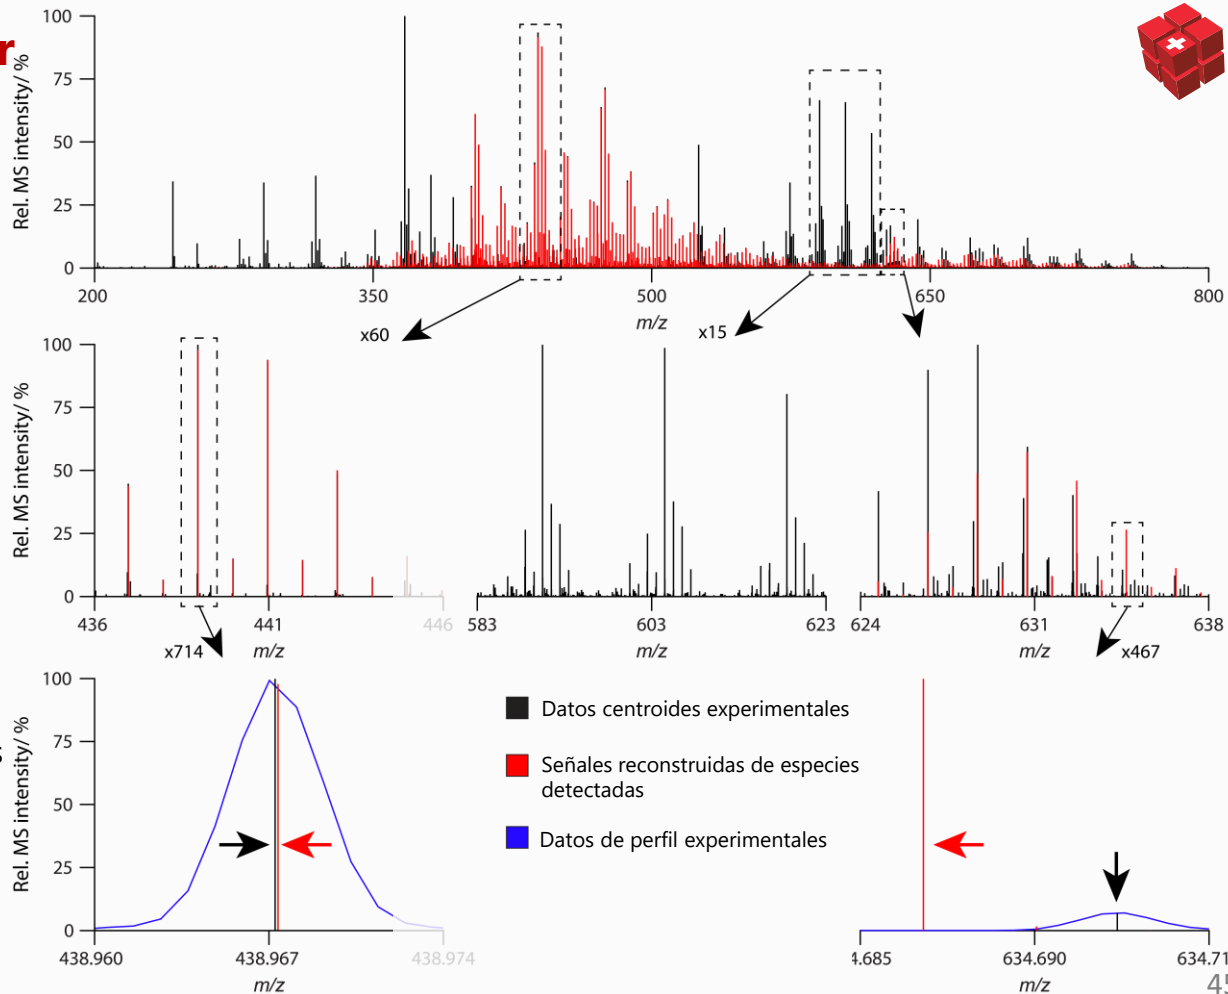 r
Rel. MS intensity/ %
100
75
50
25
0
200
350
500
650
800
m/z
x60
x15
Rel. MS intensity/ %
100
75
50
25
0
436
441
446
583
603
623
624
631
638
m/z
m/z
m/z
x714
x467
Rel. MS intensity/ %
100
75
50
25
0
Datos centroides experimentales
Señales reconstruidas de especies
detectadas
Datos de perfil experimentales
438.960
438.967
438.974
.685
634.690
634.71
m/z
m/z
45